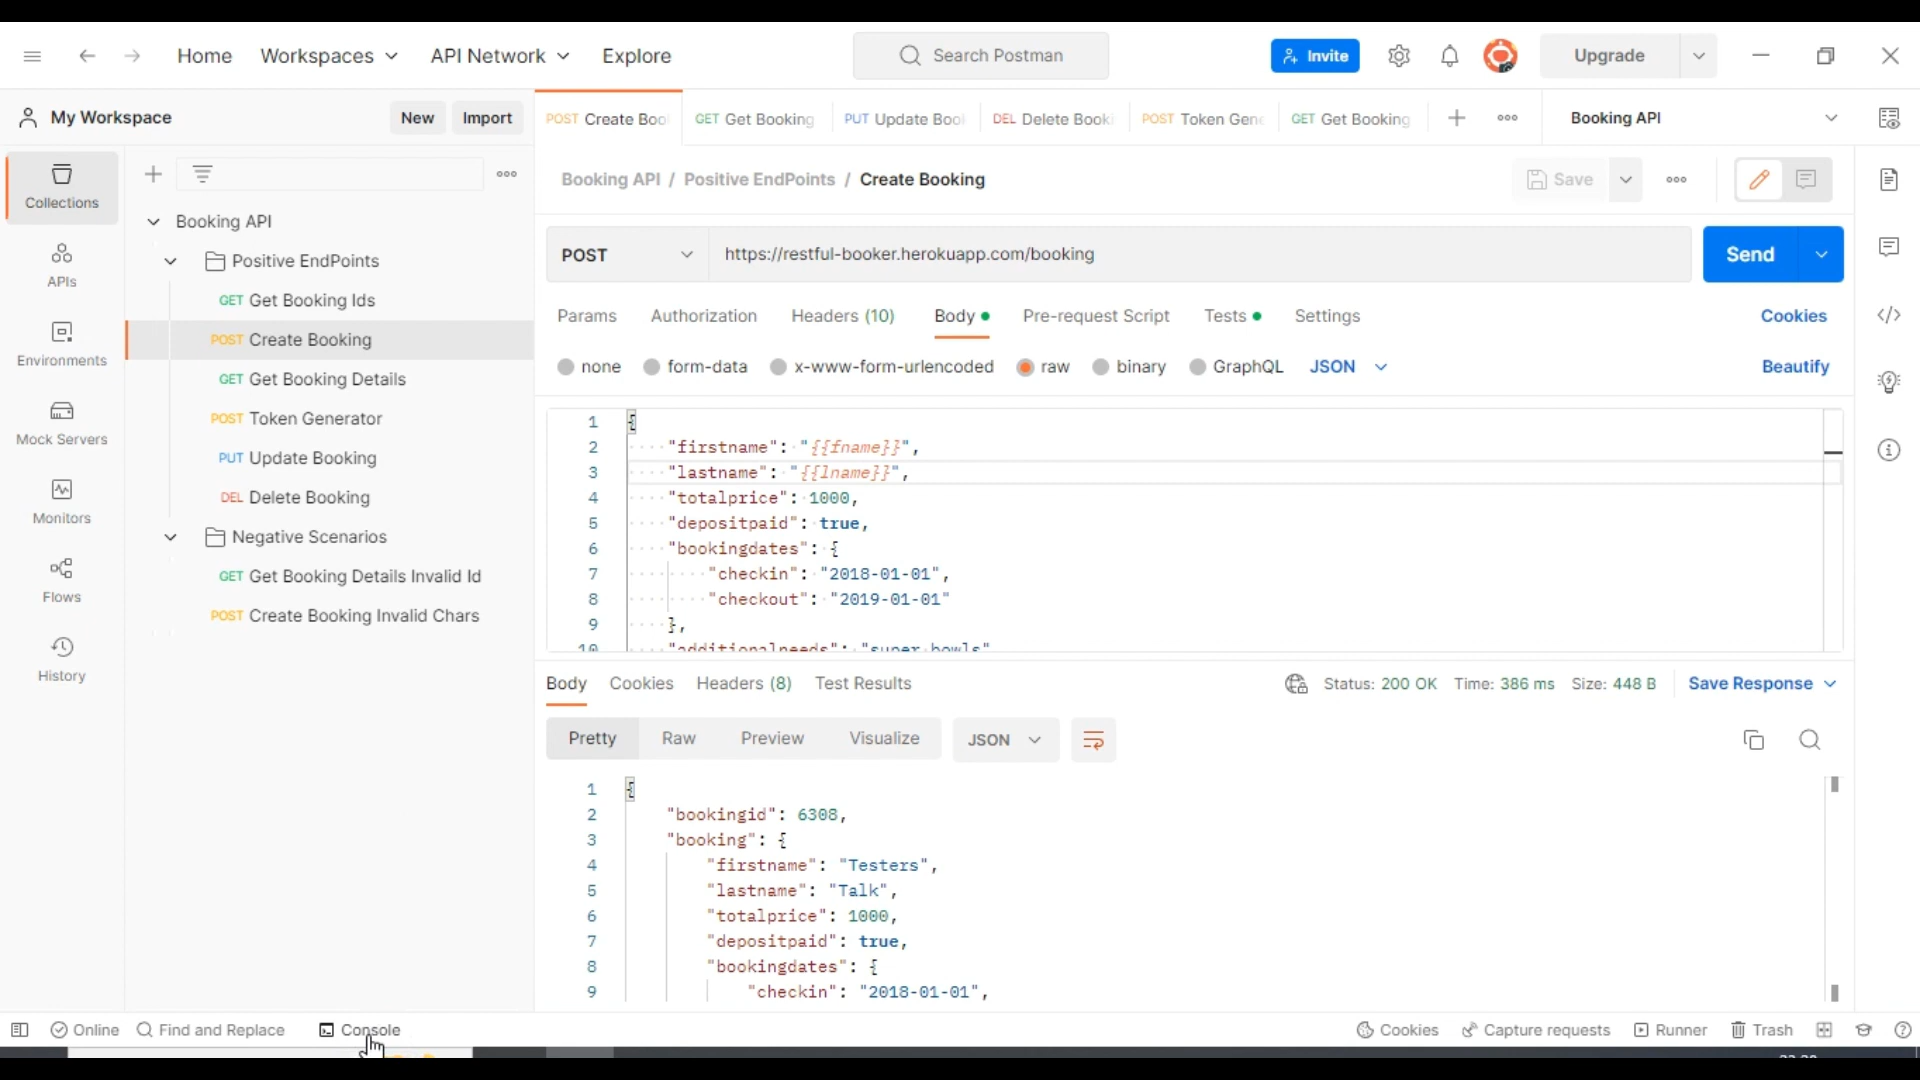 Home Workspaces API Network Explore Search Postman Invite Upgrade
My Workspace New Import
POST Create Boo GET Get Booking PUT Update Boo DEL Delete Booki POST Token Gene GET Get Booking Booking API
Collections
APIs
Environments
Mock Servers
Monitors
Flows
History
Booking API
Positive EndPoints
GET Get Booking Ids
POST Create Booking
GET Get Booking Details
POST Token Generator
PUT Update Booking
DEL Delete Booking
Negative Scenarios
GET Get Booking Details Invalid Id
POST Create Booking Invalid Chars
Booking API / Positive EndPoints / Create Booking Save
POST https://restful-booker.herokuapp.com/booking Send
Params Authorization Headers (10) Body Pre-request Script Tests Settings Cookies
none form-data x-www-form-urlencoded raw binary GraphQL JSON Beautify
1 {
2 "firstname": "{{fname}}",
3 "lastname": "{{lname}}",
4 "totalprice": 1000,
5 "depositpaid": true,
6 "bookingdates": {
7 "checkin": "2018-01-01",
8 "checkout": "2019-01-01"
9 },
10 "additionalneeds": "super bowls"
Body Cookies Headers (8) Test Results Status: 200 OK Time: 386 ms Size: 448 B Save Response
Pretty Raw Preview Visualize JSON
1 {
2 "bookingid": 6308,
3 "booking": {
4 "firstname": "Testers",
5 "lastname": "Talk",
6 "totalprice": 1000,
7 "depositpaid": true,
8 "bookingdates": {
9 "checkin": "2018-01-01",
Online Find and Replace Console Cookies Capture requests Runner Trash